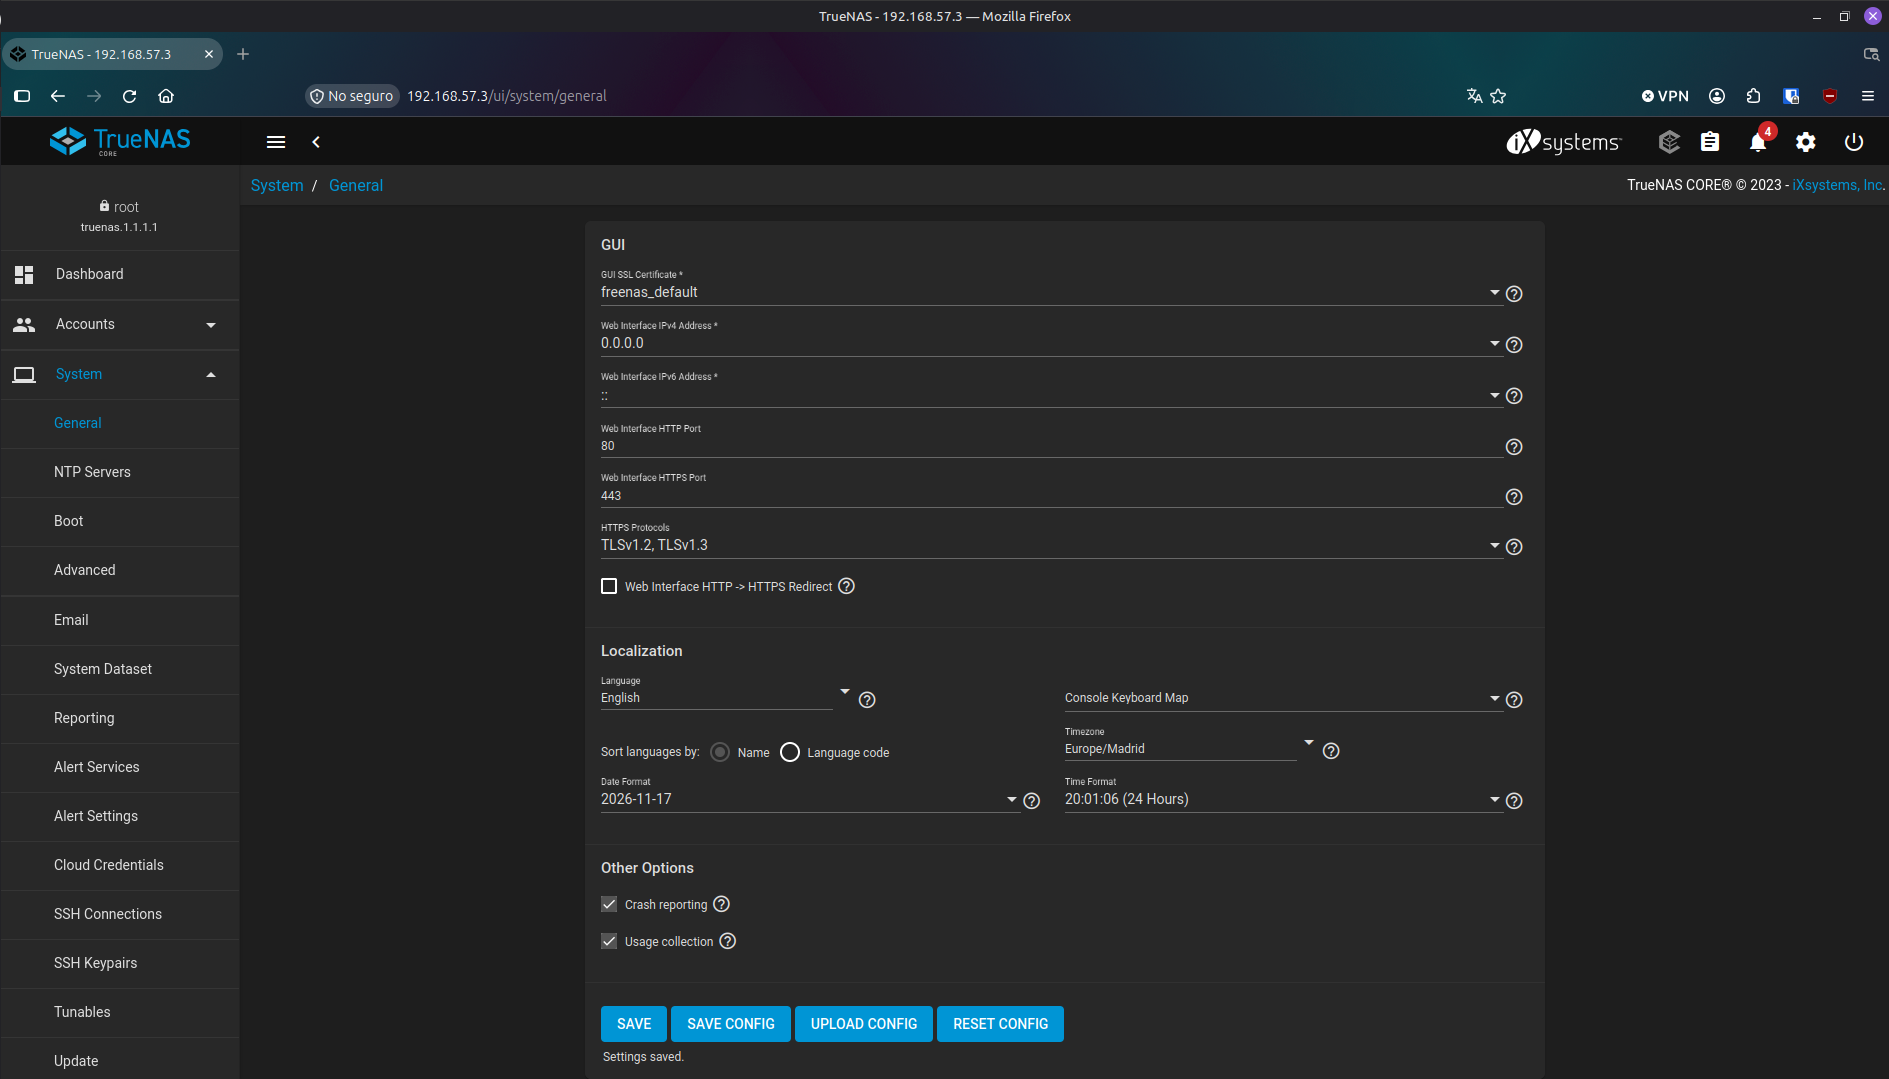 TrueNAS - 192.168.57.3 — Mozilla Firefox
TrueNAS - 192.168.57.3
No seguro
192.168.57.3/ui/system/general
VPN
TrueNAS
CORE
iXsystems
4
System / General
TrueNAS CORE® © 2023 - iXsystems, Inc.
root
truenas.1.1.1.1
Dashboard
Accounts
System
General
NTP Servers
Boot
Advanced
Email
System Dataset
Reporting
Alert Services
Alert Settings
Cloud Credentials
SSH Connections
SSH Keypairs
Tunables
Update
GUI
GUI SSL Certificate *
freenas_default
Web Interface IPv4 Address *
0.0.0.0
Web Interface IPv6 Address *
::
Web Interface HTTP Port
80
Web Interface HTTPS Port
443
HTTPS Protocols
TLSv1.2, TLSv1.3
Web Interface HTTP -> HTTPS Redirect
Localization
Language
English
Console Keyboard Map
Sort languages by: Name Language code
Timezone
Europe/Madrid
Date Format
2026-11-17
Time Format
20:01:06 (24 Hours)
Other Options
Crash reporting
Usage collection
SAVE
SAVE CONFIG
UPLOAD CONFIG
RESET CONFIG
Settings saved.